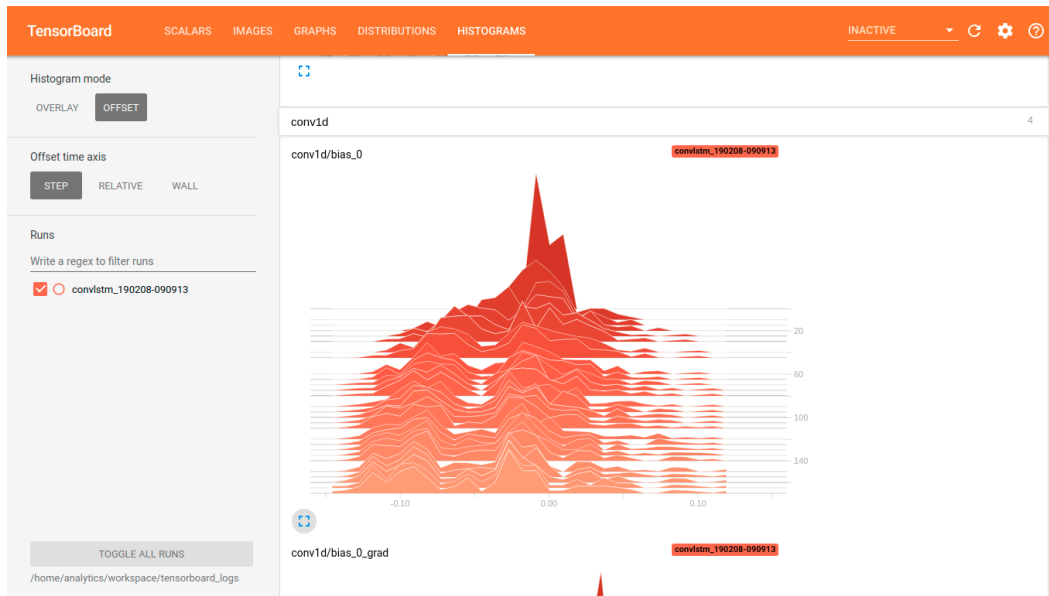 TensorBoard SCALARS IMAGES GRAPHS DISTRIBUTIONS HISTOGRAMS INACTIVE
Histogram mode
OVERLAY OFFSET
Offset time axis
STEP RELATIVE WALL
Runs
Write a regex to filter runs
convlstm_190208-090913
TOGGLE ALL RUNS
/home/analytics/workspace/tensorboard_logs
conv1d 4
conv1d/bias_0 convlstm_190208-090913
20
60
100
140
-0.10 0.00 0.10
conv1d/bias_0_grad convlstm_190208-090913